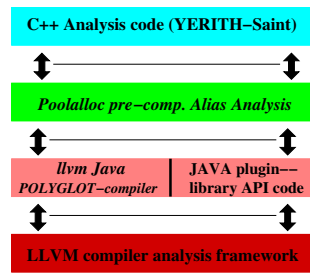 C++ Analysis code (YERITH-Saint)
Poolalloc pre-comp. Alias Analysis
llvm Java
POLYGLOT-compiler
JAVA plugin--
library API code
LLVM compiler analysis framework